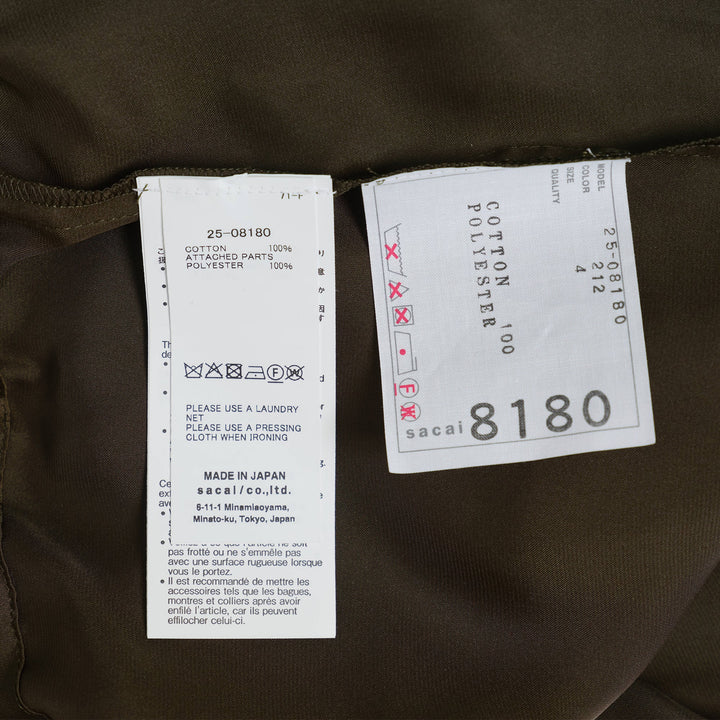 25-08180
COTTON 100%
ATTACHED PARTS
POLYESTER 100%
PLEASE USE A LAUNDRY
NET
PLEASE USE A PRESSING
CLOTH WHEN IRONING
MADE IN JAPAN
sacai/co.,ltd.
6-11-1 Minamiaoyama,
Minato-ku, Tokyo, Japan
pas frotté ou ne s'emmêle pas
avec une surface rugueuse lorsque
vous le portez.
• Il est recommandé de mettre les
accessoires tels que les bagues,
montres et colliers après avoir
enfilé l'article, car ils peuvent
effilocher celui-ci.
MODEL 25-08180
COLOR 212
SIZE 4
QUALITY
COTTON 100
POLYESTER
F
W
sacai 8180